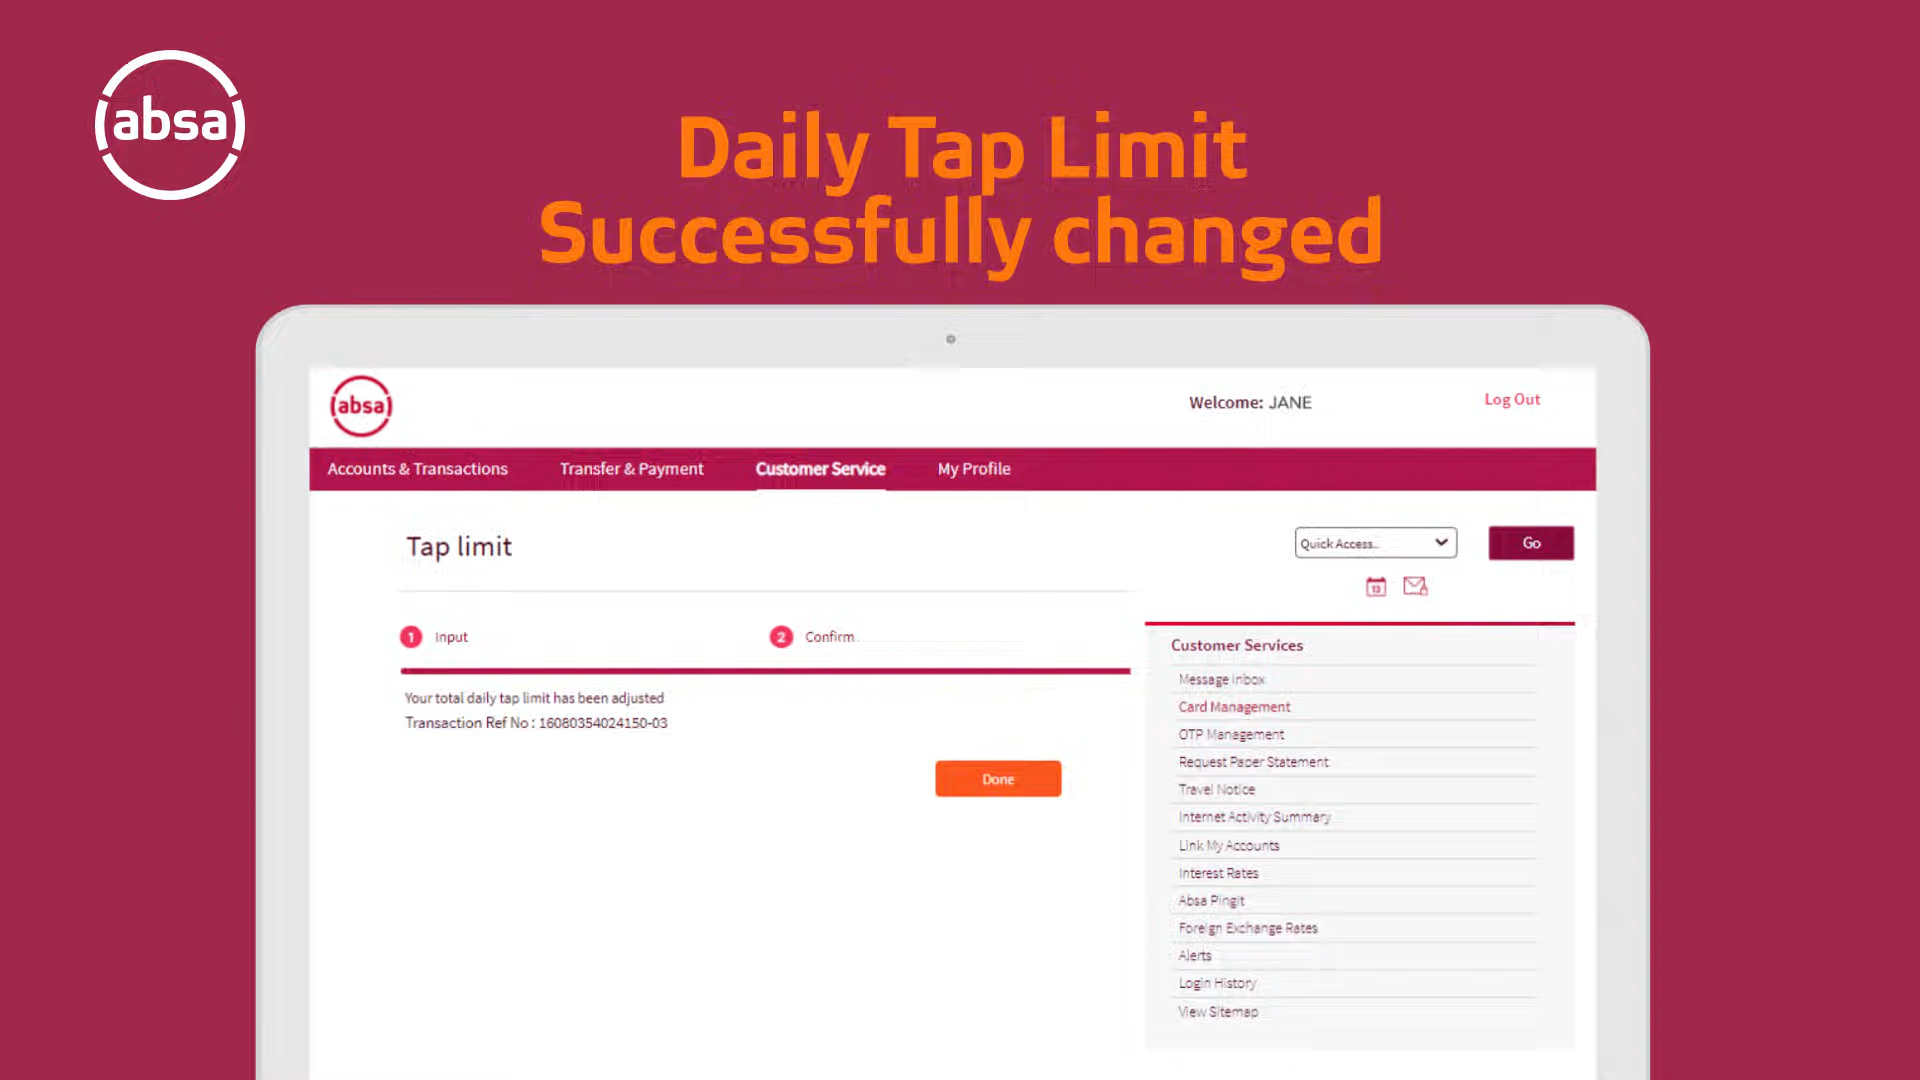 absa
Daily Tap Limit
Successfully changed
absa
Welcome: JANE
Log Out
Accounts & Transactions
Transfer & Payment
Customer Service
My Profile
Tap limit
Quick Access...
Go
13
1 Input
2 Confirm
Your total daily tap limit has been adjusted
Transaction Ref No : 16080354024150-03
Done
Customer Services
Message Inbox
Card Management
OTP Management
Request Paper Statement
Travel Notice
Internet Activity Summary
Link My Accounts
Interest Rates
Absa Pingit
Foreign Exchange Rates
Alerts
Login History
View Sitemap